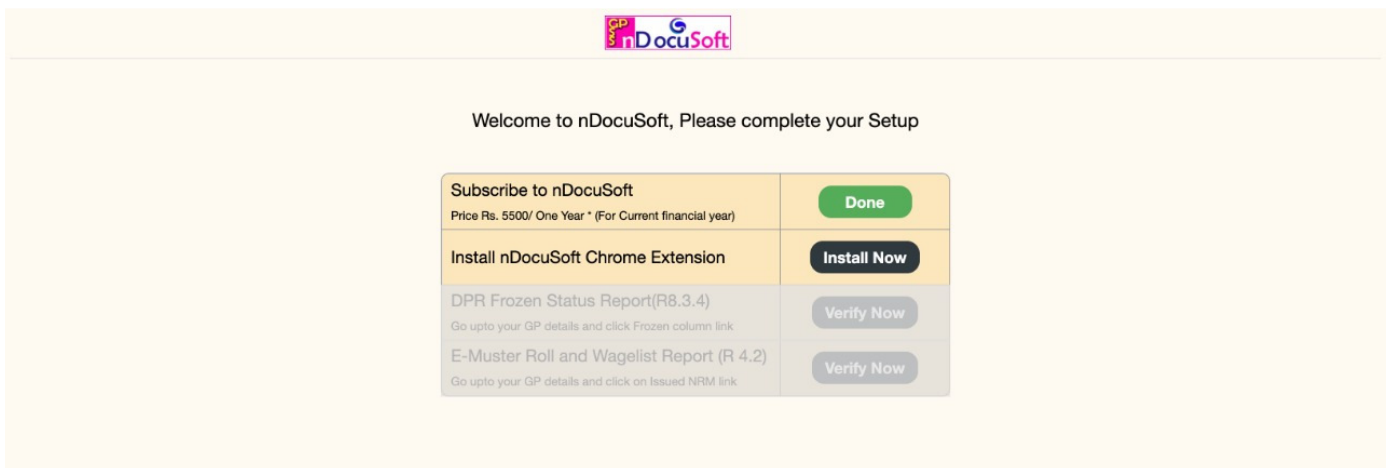 GPSS nDocuSoft
Welcome to nDocuSoft, Please complete your Setup
Subscribe to nDocuSoft
Price Rs. 5500/ One Year * (For Current financial year)
Done
Install nDocuSoft Chrome Extension
Install Now
DPR Frozen Status Report(R8.3.4)
Go upto your GP details and click Frozen column link
Verify Now
E-Muster Roll and Wagelist Report (R 4.2)
Go upto your GP details and click on Issued NRM link
Verify Now